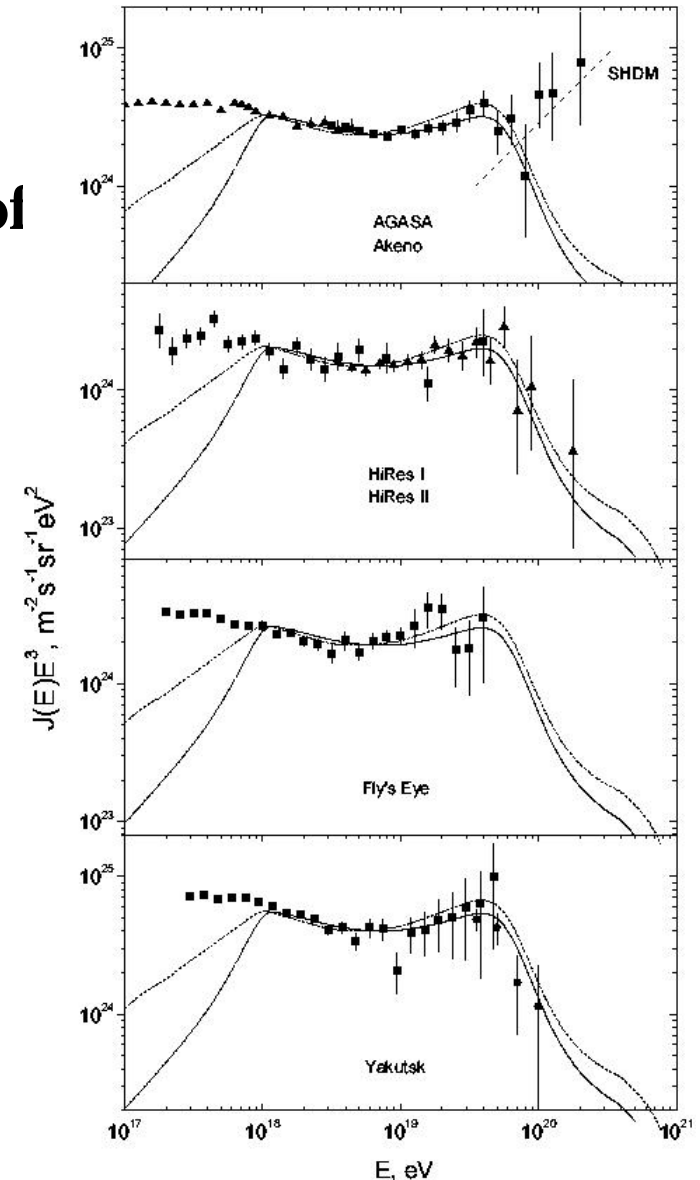 10²⁵
SHDM
of
10²⁴
AGASA
Akeno
10²⁴
HiRes I
HiRes II
10²³
J(E)E³, m⁻²s⁻¹sr⁻¹eV²
10²⁴
Fly's Eye
10²³
10²⁵
10²⁴
Yakutsk
10¹⁷ 10¹⁸ 10¹⁹ 10²⁰ 10²¹
E, eV